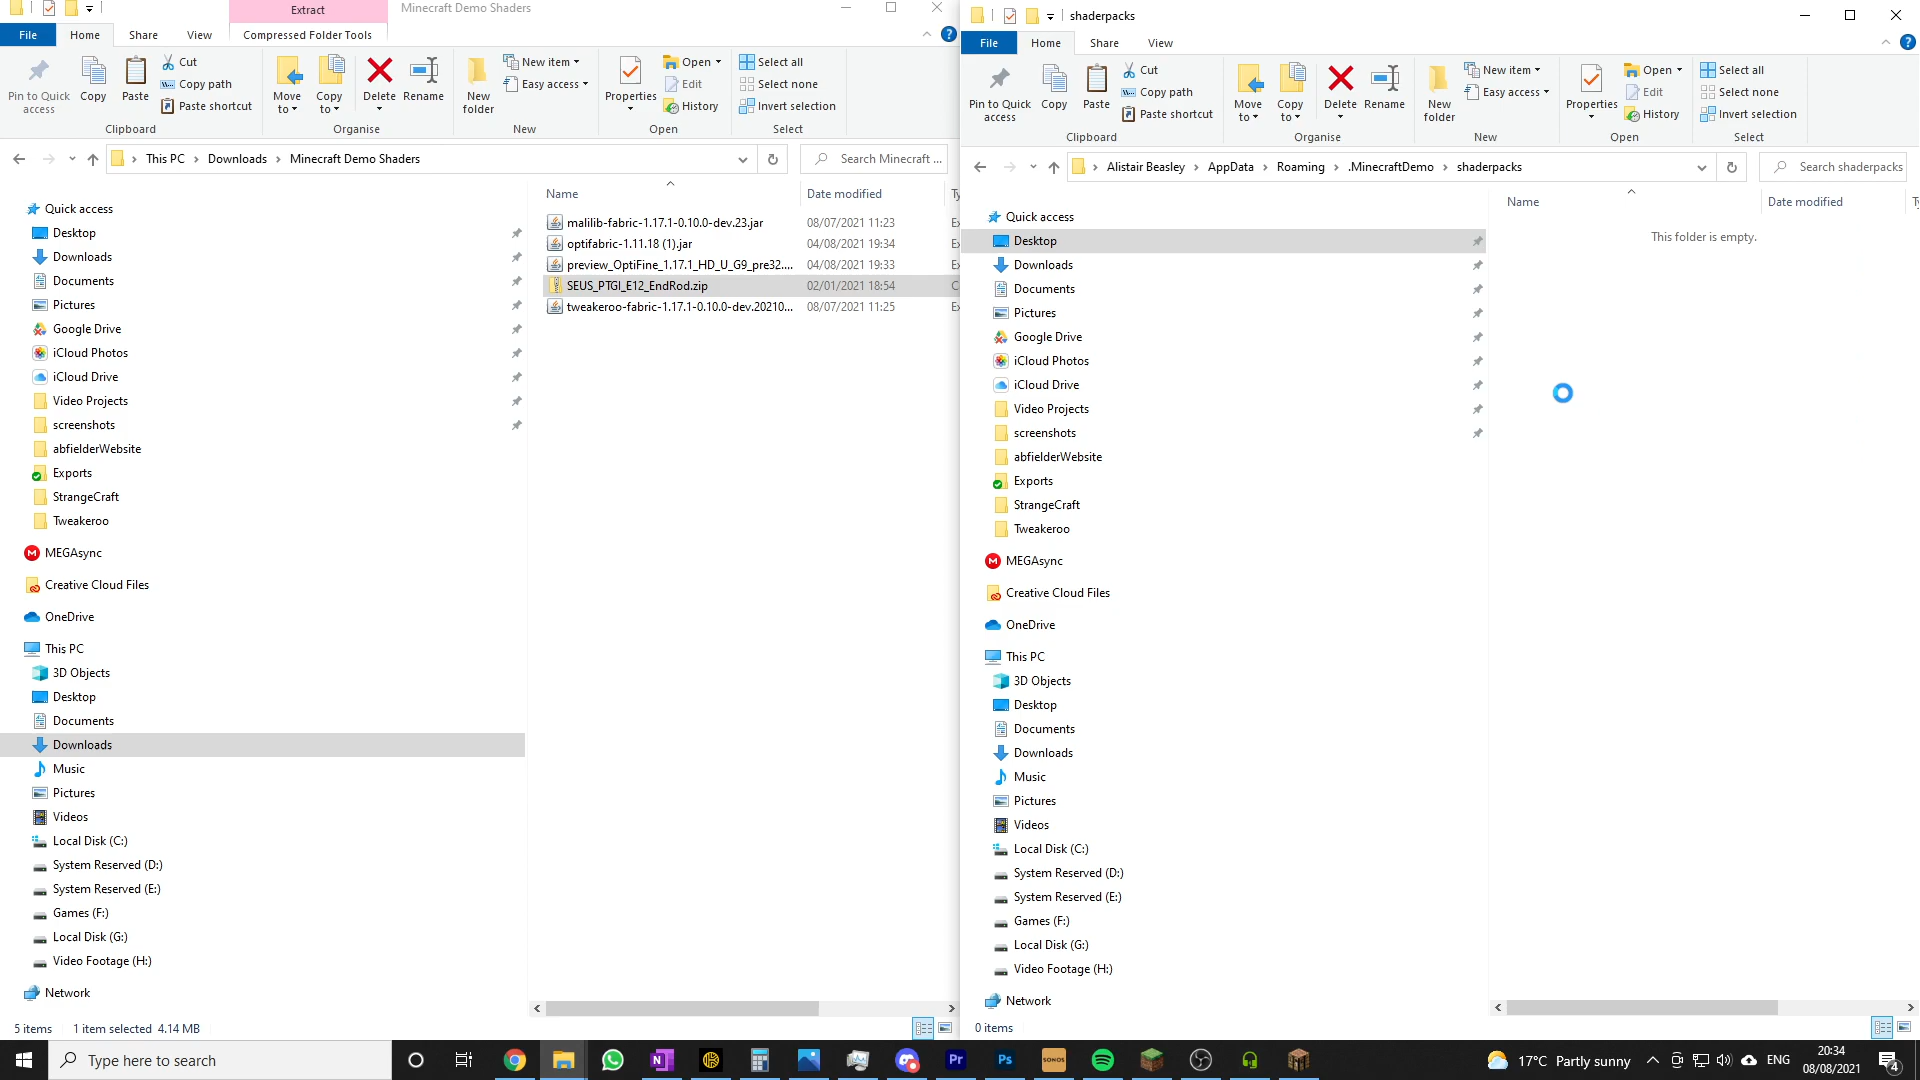 Extract
Minecraft Demo Shaders
File
Home
Share
View
Compressed Folder Tools
Pin to Quick access
Copy
Paste
Cut
Copy path
Paste shortcut
Move to
Copy to
Delete
Rename
New folder
New item
Easy access
Properties
Open
Edit
History
Select all
Select none
Invert selection
Clipboard
Organise
New
Open
Select
This PC
Downloads
Minecraft Demo Shaders
Search Minecraft ...
Quick access
Desktop
Downloads
Documents
Pictures
Google Drive
iCloud Photos
iCloud Drive
Video Projects
screenshots
abfielderWebsite
Exports
StrangeCraft
Tweakeroo
MEGAsync
Creative Cloud Files
OneDrive
This PC
3D Objects
Desktop
Documents
Downloads
Music
Pictures
Videos
Local Disk (C:)
System Reserved (D:)
System Reserved (E:)
Games (F:)
Local Disk (G:)
Video Footage (H:)
Network
Name
Date modified
Ty
malilib-fabric-1.17.1-0.10.0-dev.23.jar 08/07/2021 11:23 Ex
optifabric-1.11.18 (1).jar 04/08/2021 19:34 Ex
preview_OptiFine_1.17.1_HD_U_G9_pre32.... 04/08/2021 19:33 Ex
SEUS_PTGI_E12_EndRod.zip 02/01/2021 18:54 C
tweakeroo-fabric-1.17.1-0.10.0-dev.20210... 08/07/2021 11:25 Ex
5 items
1 item selected 4.14 MB
shaderpacks
File
Home
Share
View
Pin to Quick access
Copy
Paste
Cut
Copy path
Paste shortcut
Move to
Copy to
Delete
Rename
New folder
New item
Easy access
Properties
Open
Edit
History
Select all
Select none
Invert selection
Clipboard
Organise
New
Open
Select
Alistair Beasley
AppData
Roaming
.MinecraftDemo
shaderpacks
Search shaderpacks
Quick access
Desktop
Downloads
Documents
Pictures
Google Drive
iCloud Photos
iCloud Drive
Video Projects
screenshots
abfielderWebsite
Exports
StrangeCraft
Tweakeroo
MEGAsync
Creative Cloud Files
OneDrive
This PC
3D Objects
Desktop
Documents
Downloads
Music
Pictures
Videos
Local Disk (C:)
System Reserved (D:)
System Reserved (E:)
Games (F:)
Local Disk (G:)
Video Footage (H:)
Network
Name
Date modified
This folder is empty.
0 items
Type here to search
N
Pr
Ps
SONOS
17°C Partly sunny
ENG
20:34
08/08/2021
4